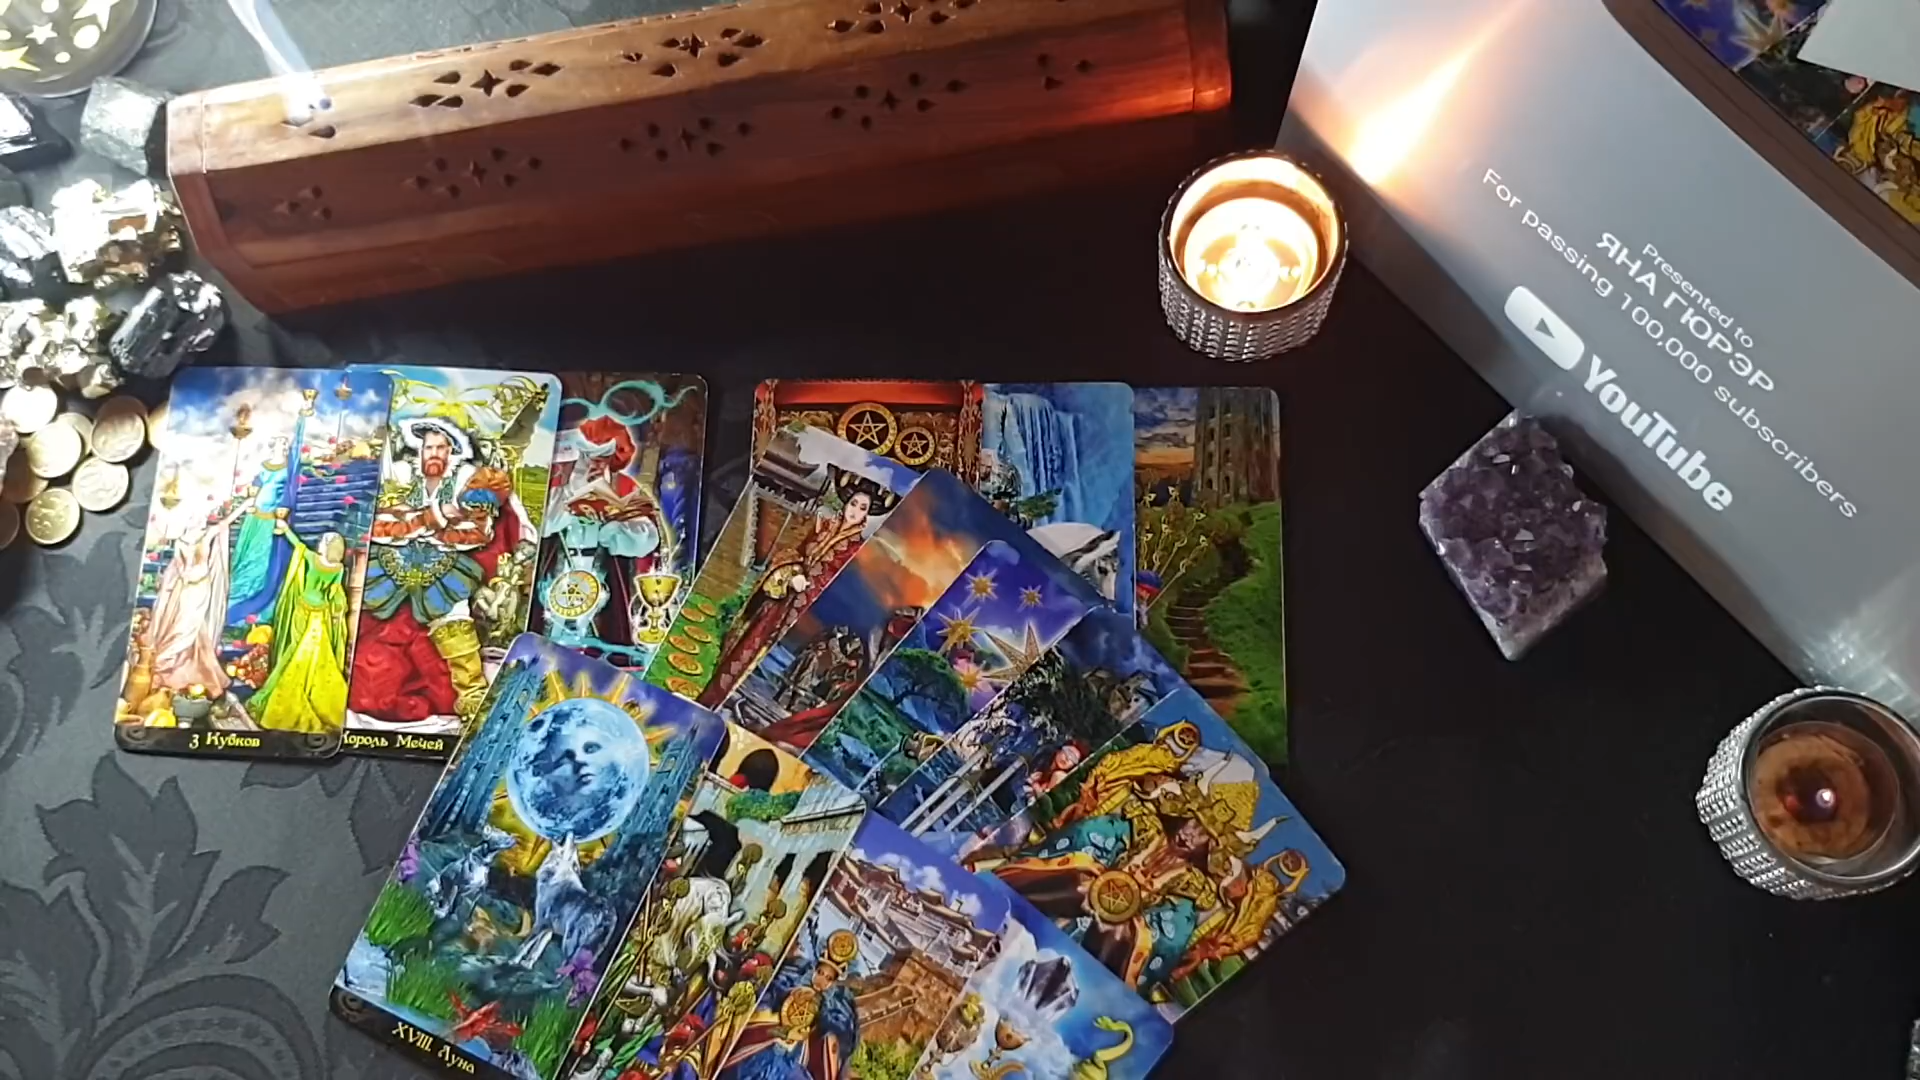 Presented to
ЯНА ГЮРЭР
For passing 100,000 subscribers
YouTube
3 Кубков
Король Мечей
XVIII. Луна